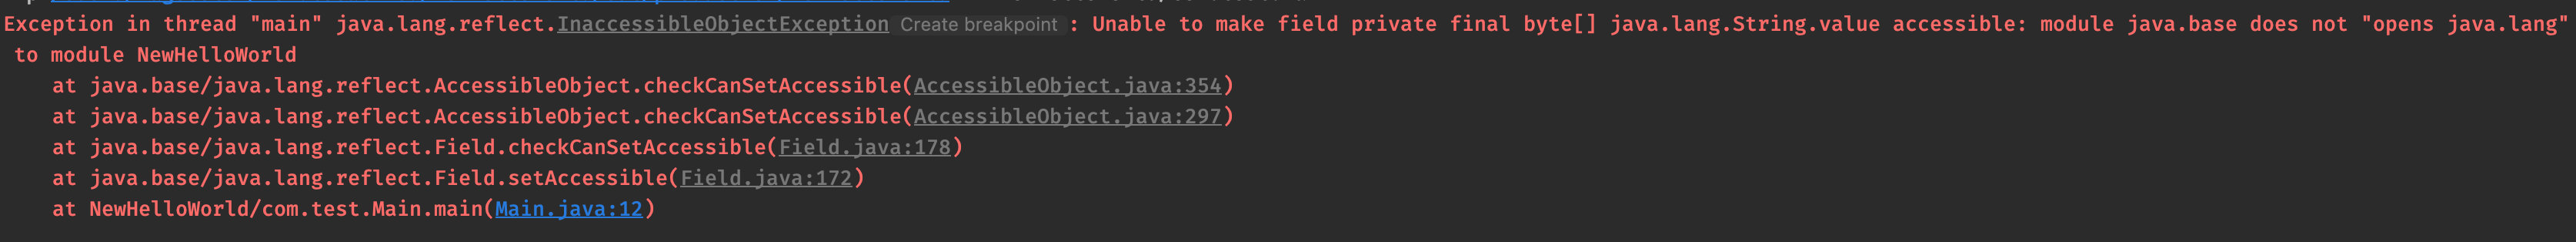 Exception in thread "main" java.lang.reflect.InaccessibleObjectException Create breakpoint : Unable to make field private final byte[] java.lang.String.value accessible: module java.base does not "opens java.lang"
to module NewHelloWorld
at java.base/java.lang.reflect.AccessibleObject.checkCanSetAccessible(AccessibleObject.java:354)
at java.base/java.lang.reflect.AccessibleObject.checkCanSetAccessible(AccessibleObject.java:297)
at java.base/java.lang.reflect.Field.checkCanSetAccessible(Field.java:178)
at java.base/java.lang.reflect.Field.setAccessible(Field.java:172)
at NewHelloWorld/com.test.Main.main(Main.java:12)